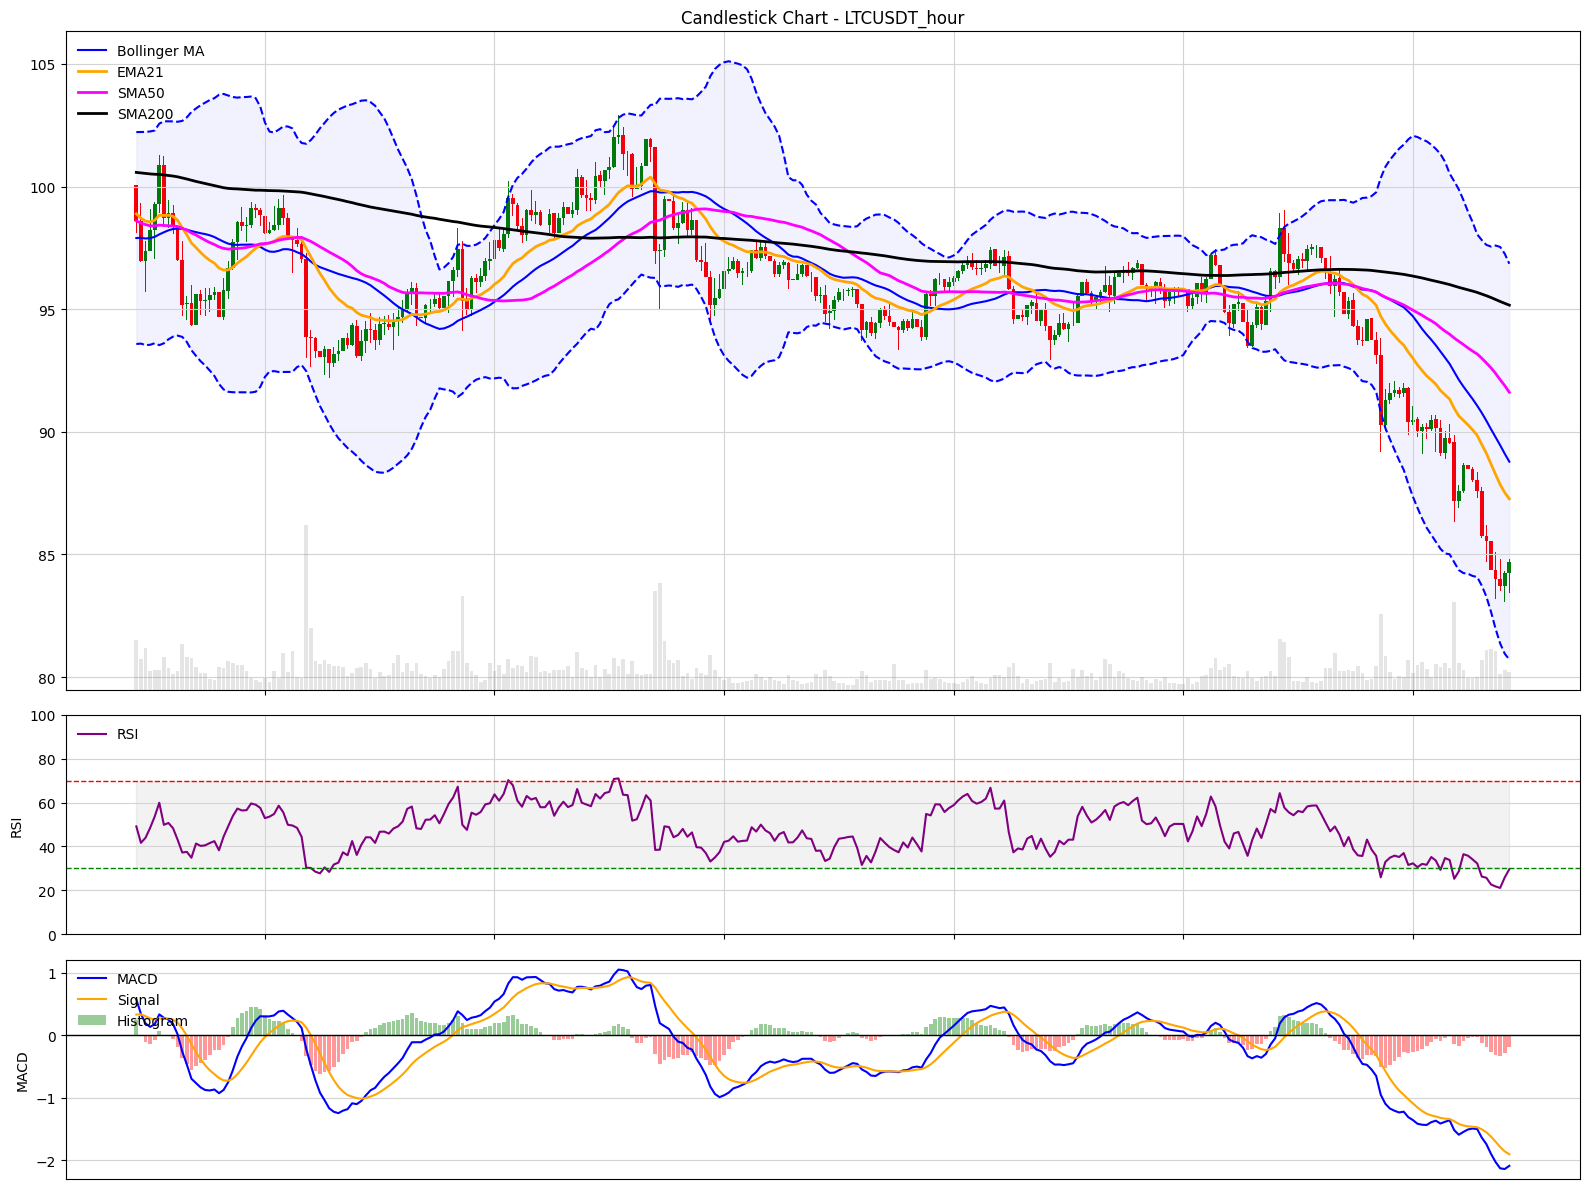 Candlestick Chart - LTCUSDT_hour
Bollinger MA
EMA21
SMA50
SMA200
105
100
95
90
85
80
RSI
RSI
100
80
60
40
20
0
MACD
Signal
Histogram
MACD
1
0
−1
−2